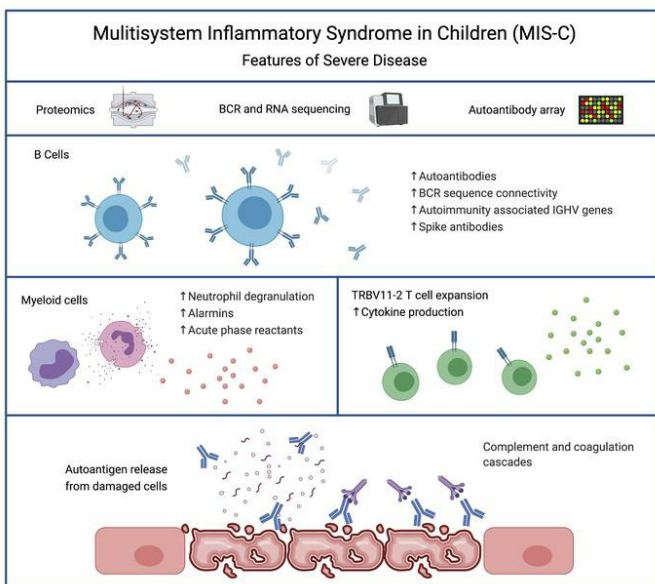 Mulitisystem Inflammatory Syndrome in Children (MIS-C)
Features of Severe Disease
Proteomics
BCR and RNA sequencing
Autoantibody array
B Cells
↑Autoantibodies
↑BCR sequence connectivity
↑Autoimmunity associated IGHV genes
↑Spike antibodies
Myeloid cells
↑Neutrophil degranulation
↑Alarmins
↑Acute phase reactants
TRBV11-2 T cell expansion
↑Cytokine production
Autoantigen release
from damaged cells
Complement and coagulation
cascades